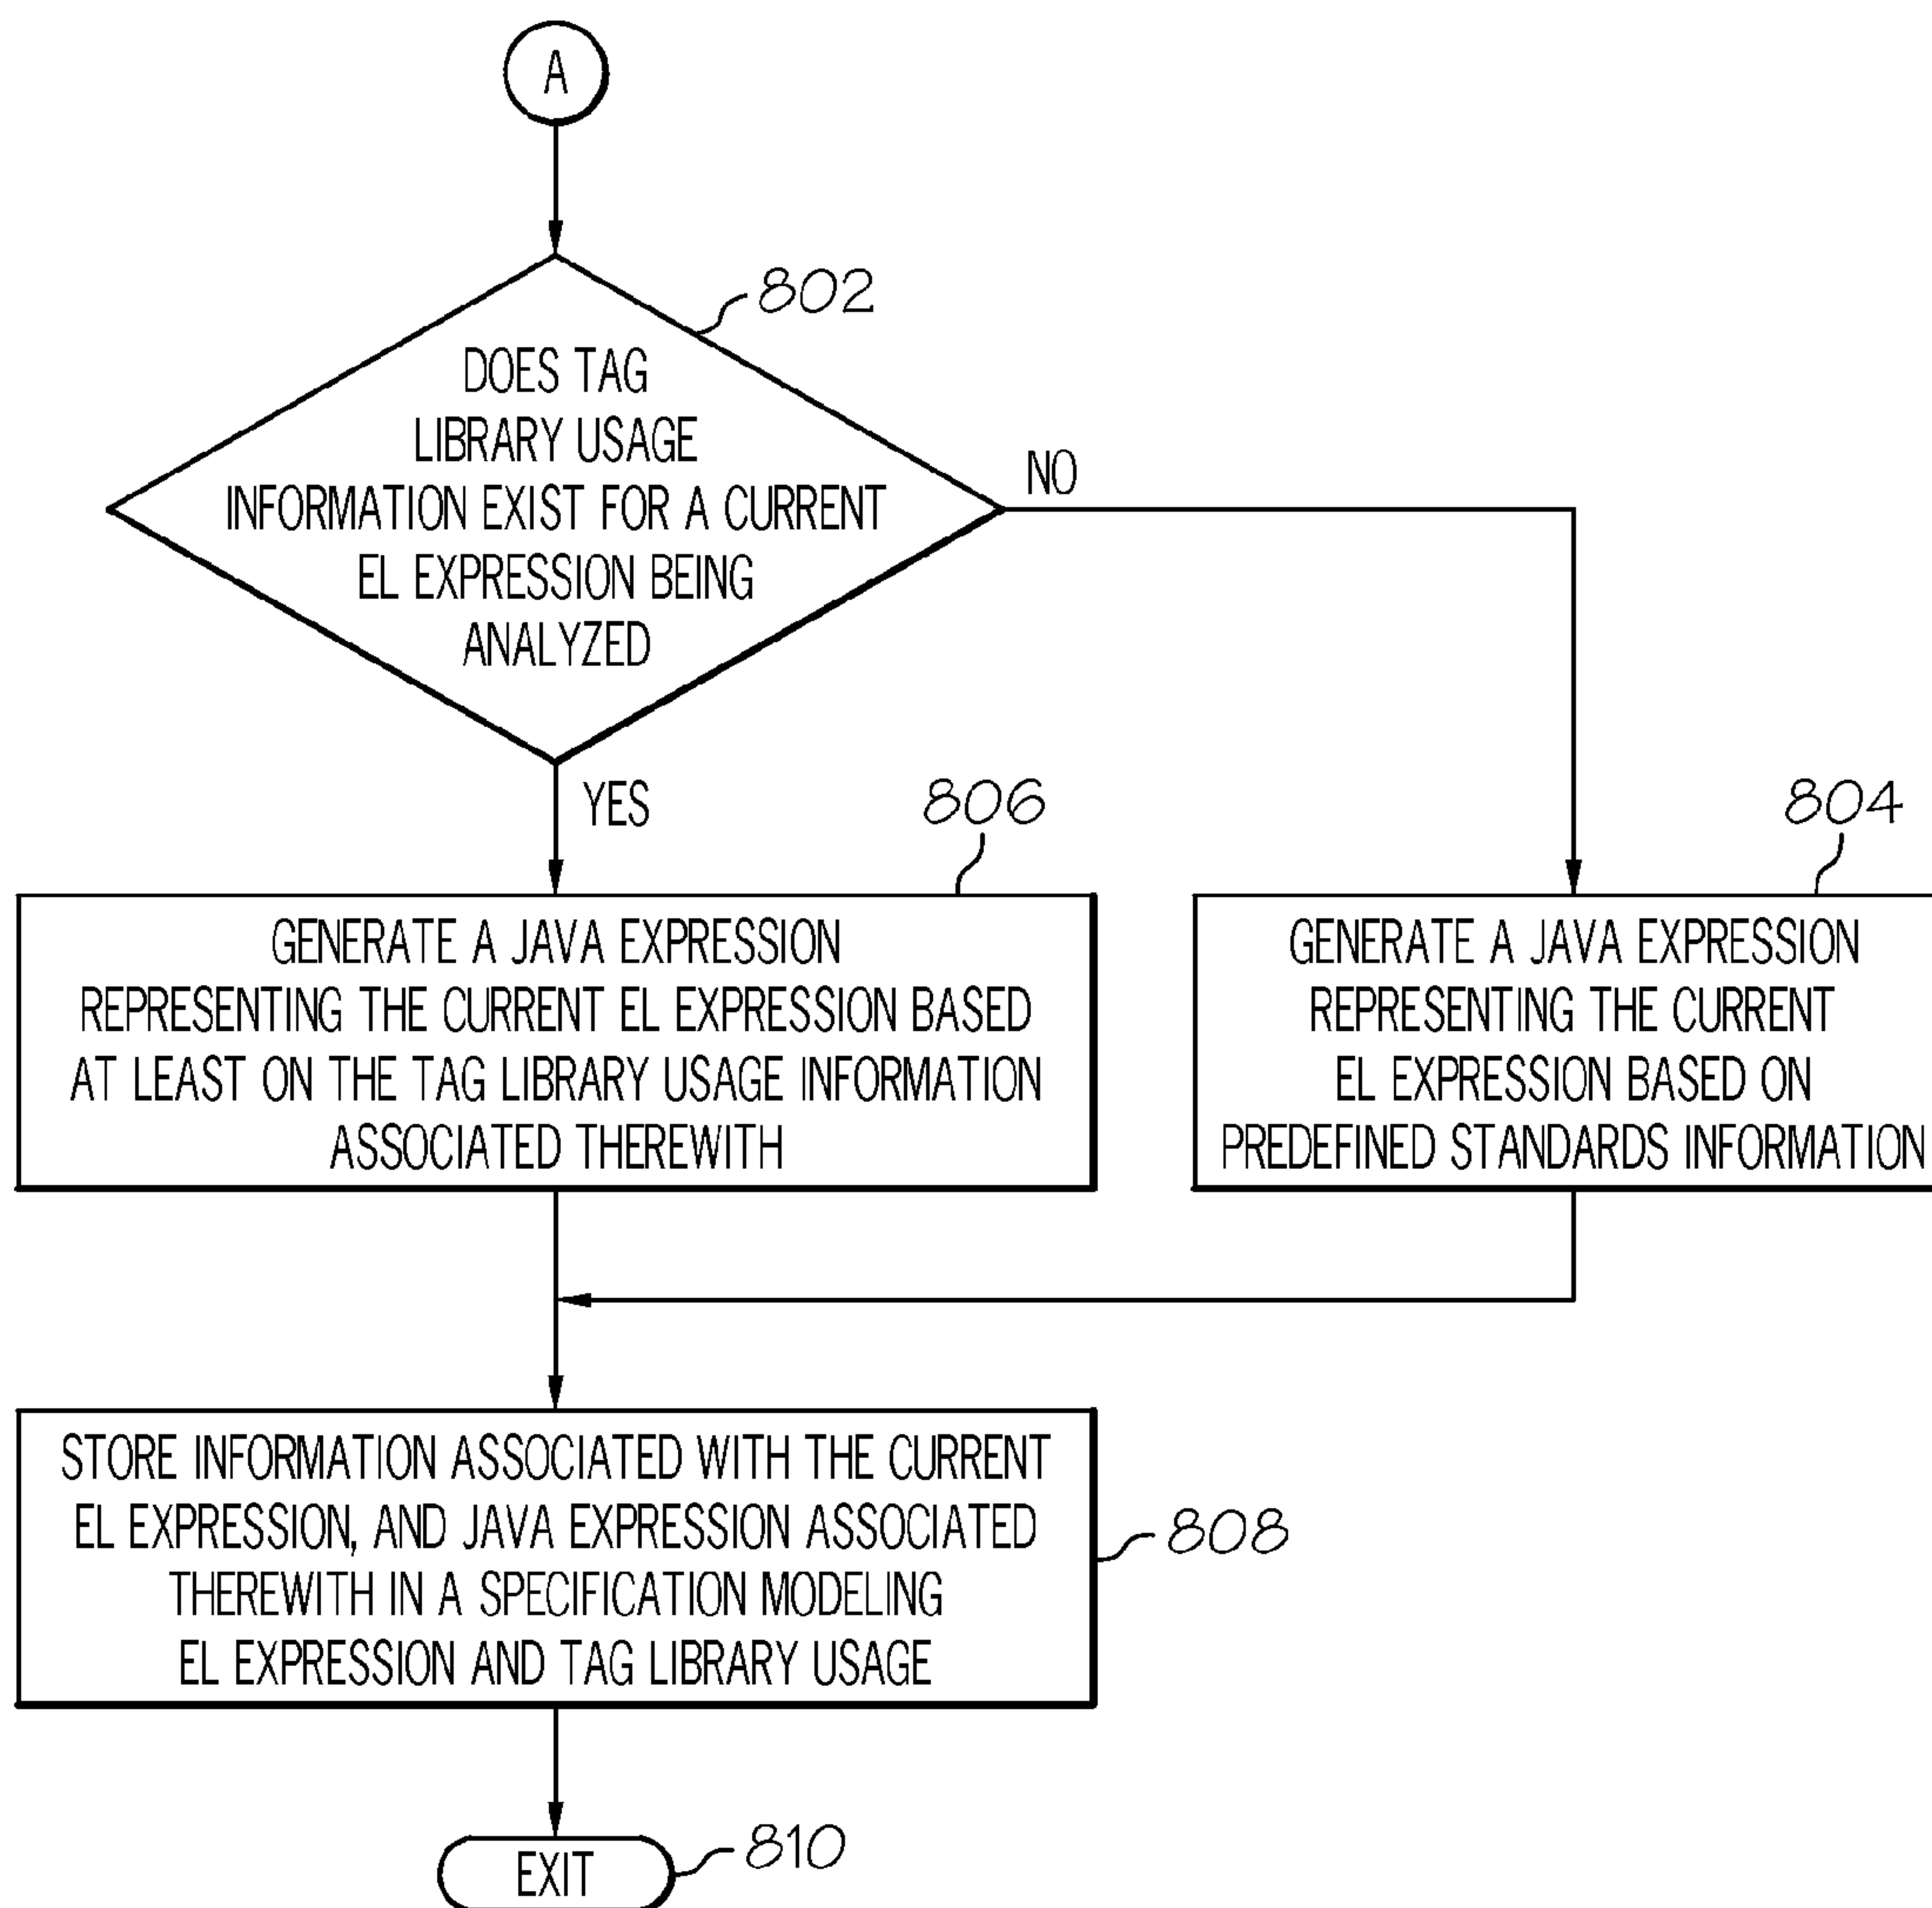 A
802
DOES TAG
LIBRARY USAGE
INFORMATION EXIST FOR A CURRENT
EL EXPRESSION BEING
ANALYZED
NO
YES
806
GENERATE A JAVA EXPRESSION
REPRESENTING THE CURRENT EL EXPRESSION BASED
AT LEAST ON THE TAG LIBRARY USAGE INFORMATION
ASSOCIATED THEREWITH
804
GENERATE A JAVA EXPRESSION
REPRESENTING THE CURRENT
EL EXPRESSION BASED ON
PREDEFINED STANDARDS INFORMATION
STORE INFORMATION ASSOCIATED WITH THE CURRENT
EL EXPRESSION, AND JAVA EXPRESSION ASSOCIATED
THEREWITH IN A SPECIFICATION MODELING
EL EXPRESSION AND TAG LIBRARY USAGE
808
EXIT
810